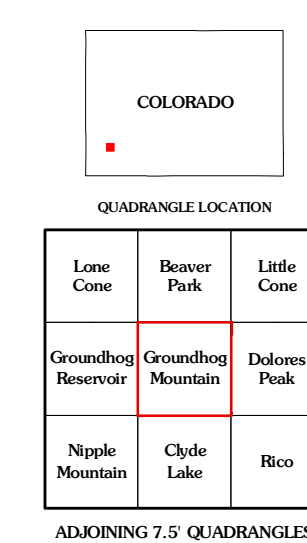 COLORADO
QUADRANGLE LOCATION
Lone
Cone
Beaver
Park
Little
Cone
Groundhog
Reservoir
Groundhog
Mountain
Dolores
Peak
Nipple
Mountain
Clyde
Lake
Rico
ADJOINING 7.5' QUADRANGLES